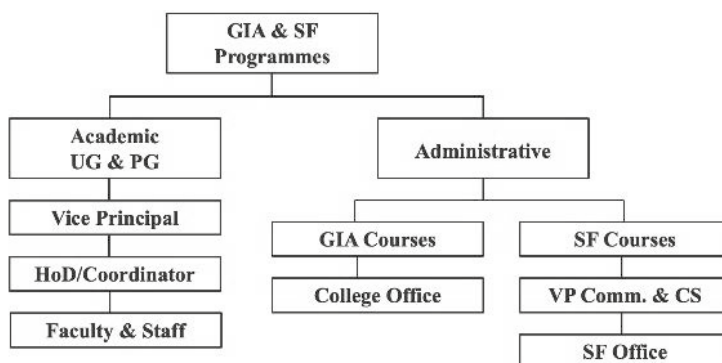 GIA & SF
Programmes
Academic
UG & PG
Administrative
Vice Principal
GIA Courses
SF Courses
HoD/Coordinator
College Office
VP Comm. & CS
Faculty & Staff
SF Office